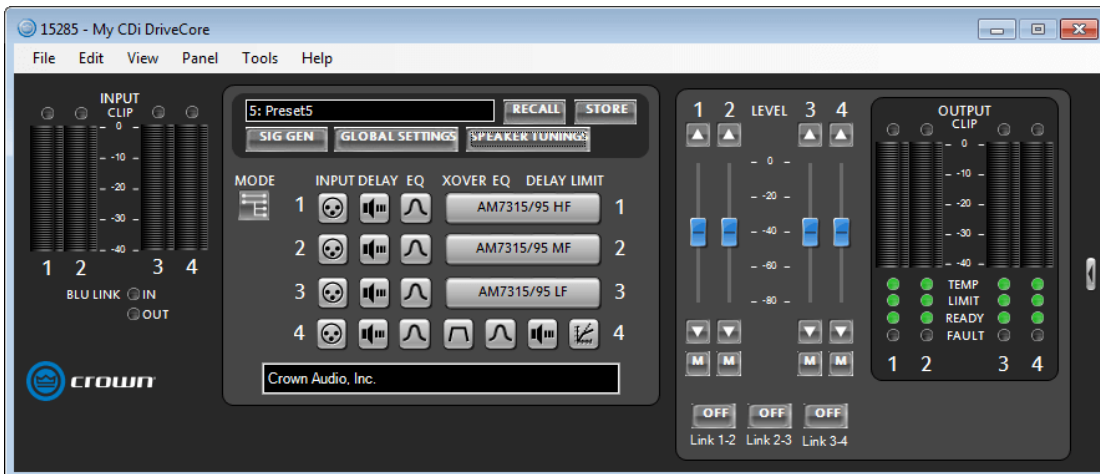 15285 - My CDi DriveCore
File Edit View Panel Tools Help
INPUT
CLIP
0
-10
-20
-30
-40
1 2 3 4
BLU LINK IN
OUT
crown
5: Preset5 RECALL STORE
SIG GEN GLOBAL SETTINGS SPEAKER TUNINGS
MODE INPUT DELAY EQ XOVER EQ DELAY LIMIT
1 AM7315/95 HF 1
2 AM7315/95 MF 2
3 AM7315/95 LF 3
4 4
Crown Audio, Inc.
1 2 LEVEL 3 4
0
-20
-40
-60
-80
M M M M
OFF OFF OFF
Link 1-2 Link 2-3 Link 3-4
OUTPUT
CLIP
0
-10
-20
-30
-40
TEMP
LIMIT
READY
FAULT
1 2 3 4